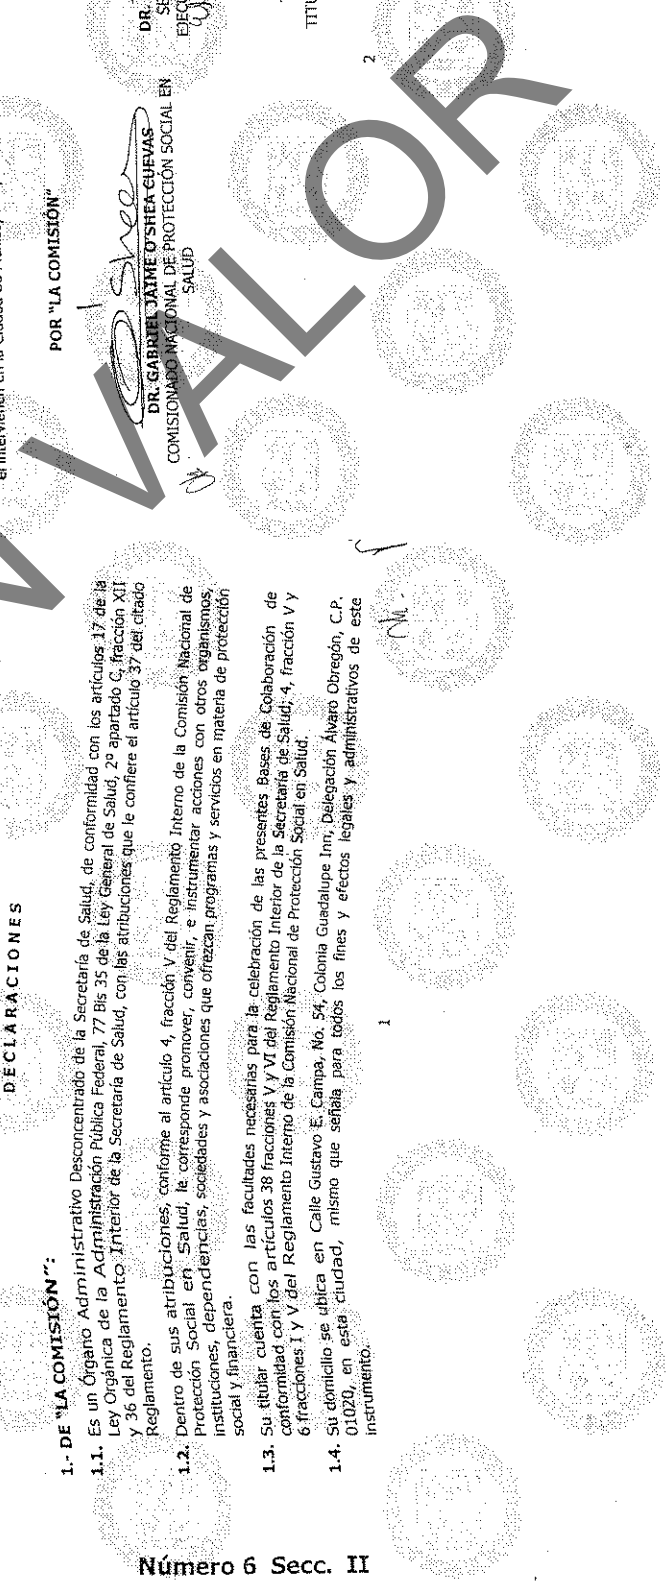 DECLARACIONES
1.- DE "LA COMISIÓN":
1.1. Es un Órgano Administrativo Desconcentrado de la Secretaría de Salud, de conformidad con los artículos 17 de la
Ley Orgánica de la Administración Pública Federal, 77 Bis 35 de la Ley General de Salud, 2º apartado C, fracción XII
y 36 del Reglamento Interior de la Secretaría de Salud, con las atribuciones que le confiere el artículo 37 del citado
Reglamento.
1.2. Dentro de sus atribuciones, conforme al artículo 4, fracción V del Reglamento Interno de la Comisión Nacional de
Protección Social en Salud, le corresponde promover, convenir, e instrumentar acciones con otros organismos,
instituciones, dependencias, sociedades y asociaciones que ofrezcan programas y servicios en materia de protección
social y financiera.
1.3. Su titular cuenta con las facultades necesarias para la celebración de las presentes Bases de Colaboración de
conformidad con los artículos 38 fracciones V y VI del Reglamento Interior de la Secretaría de Salud; 4, fracción V y
6 fracciones I y V del Reglamento Interno de la Comisión Nacional de Protección Social en Salud.
1.4. Su domicilio se ubica en Calle Gustavo E. Campa, No. 54, Colonia Guadalupe Inn, Delegación Álvaro Obregón, C.P.
01020, en esta ciudad, mismo que señala para todos los fines y efectos legales y administrativos de este
instrumento.
1
POR "LA COMISIÓN"
O'Shea
DR. GABRIEL JAIME O'SHEA CUEVAS
COMISIONADO NACIONAL DE PROTECCIÓN SOCIAL EN
SALUD
DR.
2
VALOR
Número 6 Secc. II